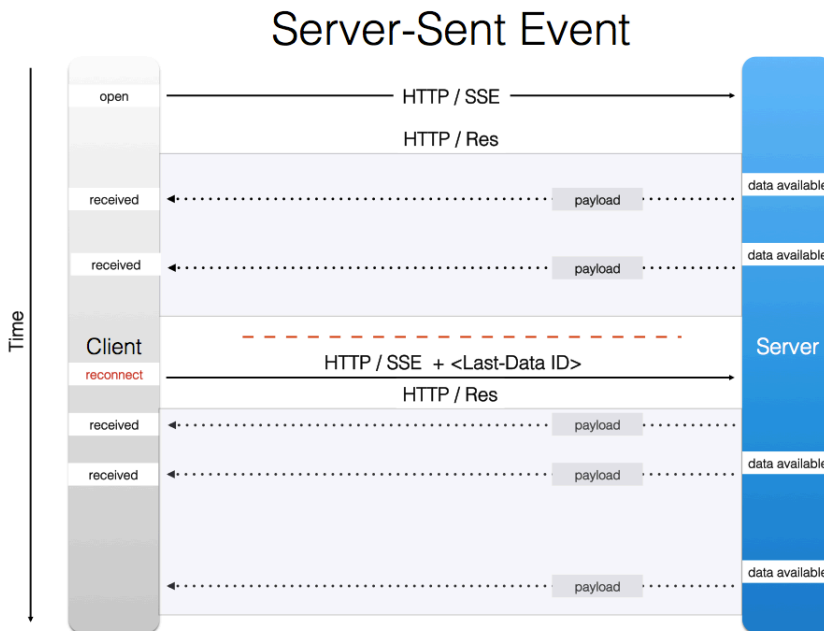 Server-Sent Event
open
HTTP / SSE
HTTP / Res
data available
received
payload
data available
received
payload
Time
Client
Server
HTTP / SSE + <Last-Data ID>
reconnect
HTTP / Res
received
payload
data available
received
payload
data available
payload